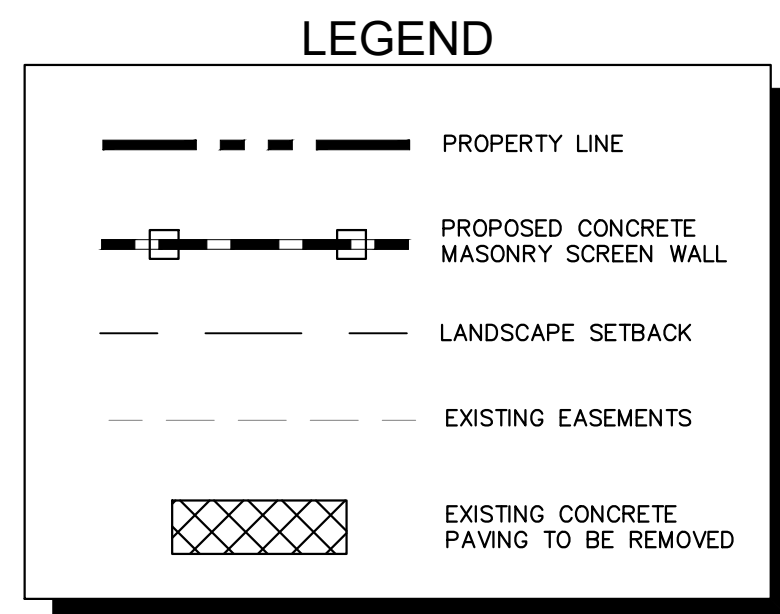 LEGEND
PROPERTY LINE
PROPOSED CONCRETE
MASONRY SCREEN WALL
LANDSCAPE SETBACK
EXISTING EASEMENTS
EXISTING CONCRETE
PAVING TO BE REMOVED